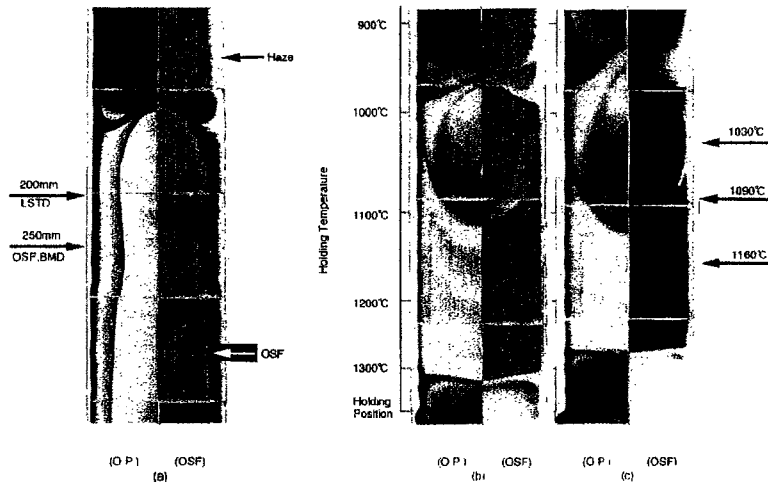 Haze
200mm
LSTD
250mm
OSF.BMD
OSF
(O P)
(OSF)
(a)
Holding Temperature
900℃
1000℃
1100℃
1200℃
1300℃
Holding
Position
(O P)
(OSF)
(b)
(O P)
(OSF)
(c)
1030℃
1090℃
1160℃